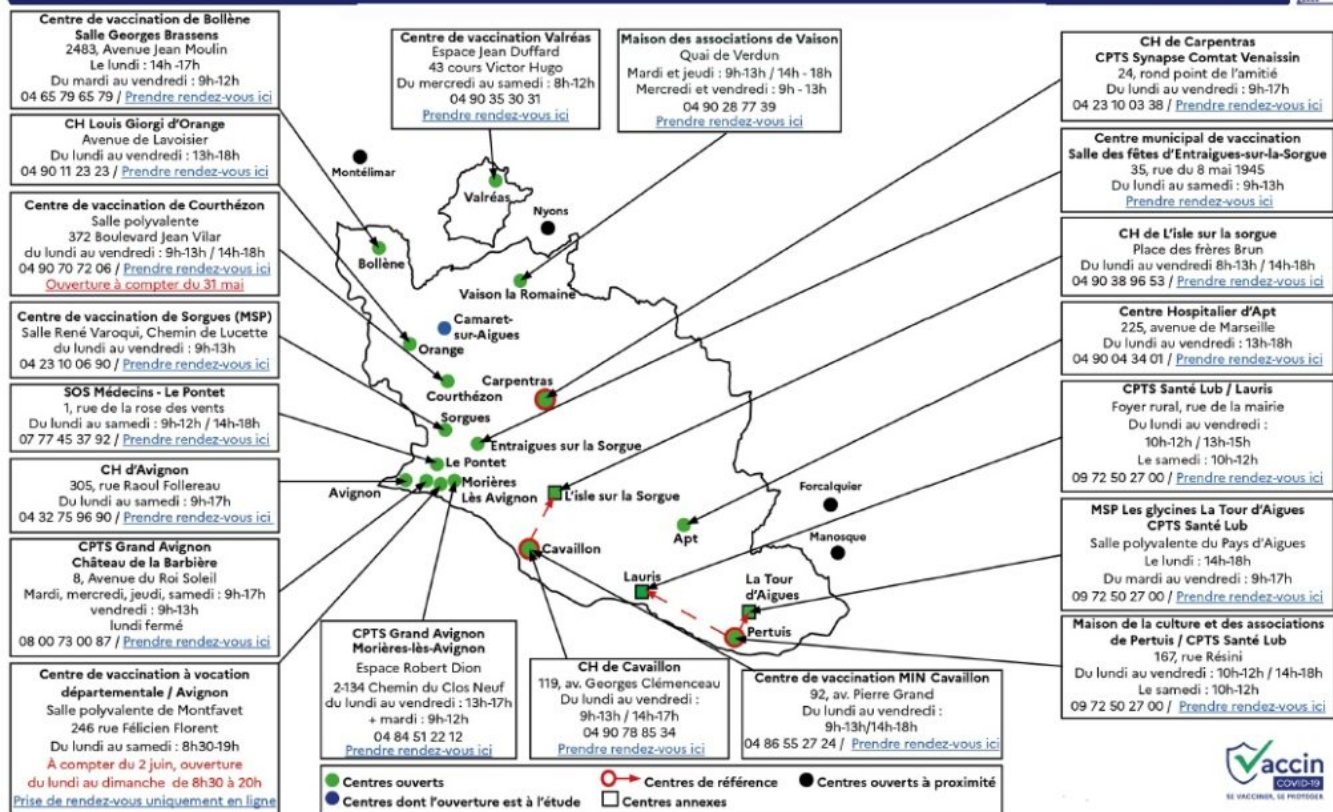 Centre de vaccination de Bollène
Salle Georges Brassens
2483, Avenue Jean Moulin
Le lundi : 14h -17h
Du mardi au vendredi : 9h-12h
04 65 79 65 79 / Prendre rendez-vous ici
CH Louis Giorgi d'Orange
Avenue de Lavoisier
Du lundi au vendredi : 13h-18h
04 90 11 23 23 / Prendre rendez-vous ici
Centre de vaccination de Courthézon
Salle polyvalente
372 Boulevard Jean Vilar
du lundi au vendredi : 9h-13h / 14h-18h
04 90 70 72 06 / Prendre rendez-vous ici
Ouverture à compter du 31 mai
Centre de vaccination de Sorgues (MSP)
Salle René Varoqui, Chemin de Lucette
du lundi au vendredi : 9h-13h
04 23 10 06 90 / Prendre rendez-vous ici
SOS Médecins - Le Pontet
1, rue de la rose des vents
Du lundi au samedi : 9h-12h / 14h-18h
07 77 45 37 92 / Prendre rendez-vous ici
CH d'Avignon
305, rue Raoul Follereau
Du lundi au samedi : 9h-17h
04 32 75 96 90 / Prendre rendez-vous ici
CPTS Grand Avignon
Château de la Barbière
8, Avenue du Roi Soleil
Mardi, mercredi, jeudi, samedi : 9h-17h
vendredi : 9h-13h
lundi fermé
08 00 73 00 87 / Prendre rendez-vous ici
Centre de vaccination à vocation
départementale / Avignon
Salle polyvalente de Montfavet
246 rue Félicien Florent
Du lundi au samedi : 8h30-19h
À compter du 2 juin, ouverture
du lundi au dimanche de 8h30 à 20h
Prise de rendez-vous uniquement en ligne
Centre de vaccination Valréas
Espace Jean Duffard
43 cours Victor Hugo
Du mercredi au samedi : 8h-12h
04 90 35 30 31
Prendre rendez-vous ici
Maison des associations de Vaison
Quai de Verdun
Mardi et jeudi : 9h-13h / 14h - 18h
Mercredi et vendredi : 9h - 13h
04 90 28 77 39
Prendre rendez-vous ici
Montélimar
Valréas
Nyons
Bollène
Vaison la Romaine
Camaret-
sur-Aigues
Orange
Carpentras
Courthézon
Sorgues
Entraigues sur la Sorgue
Le Pontet
Avignon
Morières
Lès Avignon
L'isle sur la Sorgue
Forcalquier
Apt
Manosque
Cavaillon
Lauris
La Tour
d'Aigues
Pertuis
CPTS Grand Avignon
Morières-lès-Avignon
Espace Robert Dion
2-134 Chemin du Clos Neuf
du lundi au vendredi : 13h-17h
+ mardi : 9h-12h
04 84 51 22 12
Prendre rendez-vous ici
CH de Cavaillon
119, av. Georges Clémenceau
Du lundi au vendredi :
9h-13h / 14h-17h
04 90 78 85 34
Prendre rendez-vous ici
Centre de vaccination MIN Cavaillon
92, av. Pierre Grand
Du lundi au vendredi :
9h-13h/14h-18h
04 86 55 27 24 / Prendre rendez-vous ici
CH de Carpentras
CPTS Synapse Comtat Venaissin
24, rond point de l'amitié
Du lundi au vendredi : 9h-17h
04 23 10 03 38 / Prendre rendez-vous ici
Centre municipal de vaccination
Salle des fêtes d'Entraigues-sur-la-Sorgue
35, rue du 8 mai 1945
Du lundi au samedi : 9h-13h
Prendre rendez-vous ici
CH de L'isle sur la sorgue
Place des frères Brun
Du lundi au vendredi 8h-13h / 14h-18h
04 90 38 96 53 / Prendre rendez-vous ici
Centre Hospitalier d'Apt
225, avenue de Marseille
Du lundi au vendredi : 13h-18h
04 90 04 34 01 / Prendre rendez-vous ici
CPTS Santé Lub / Lauris
Foyer rural, rue de la mairie
Du lundi au vendredi :
10h-12h / 13h-15h
Le samedi : 10h-12h
09 72 50 27 00 / Prendre rendez-vous ici
MSP Les glycines La Tour d'Aigues
CPTS Santé Lub
Salle polyvalente du Pays d'Aigues
Le lundi : 14h-18h
Du mardi au vendredi : 9h-17h
09 72 50 27 00 / Prendre rendez-vous ici
Maison de la culture et des associations
de Pertuis / CPTS Santé Lub
167, rue Résini
Du lundi au vendredi : 10h-12h / 14h-18h
Le samedi : 10h-12h
09 72 50 27 00 / Prendre rendez-vous ici
Centres ouverts
Centres de référence
Centres ouverts à proximité
Centres dont l'ouverture est à l'étude
Centres annexes
Vaccin
COVID-19
SE VACCINER, SE PROTÉGER